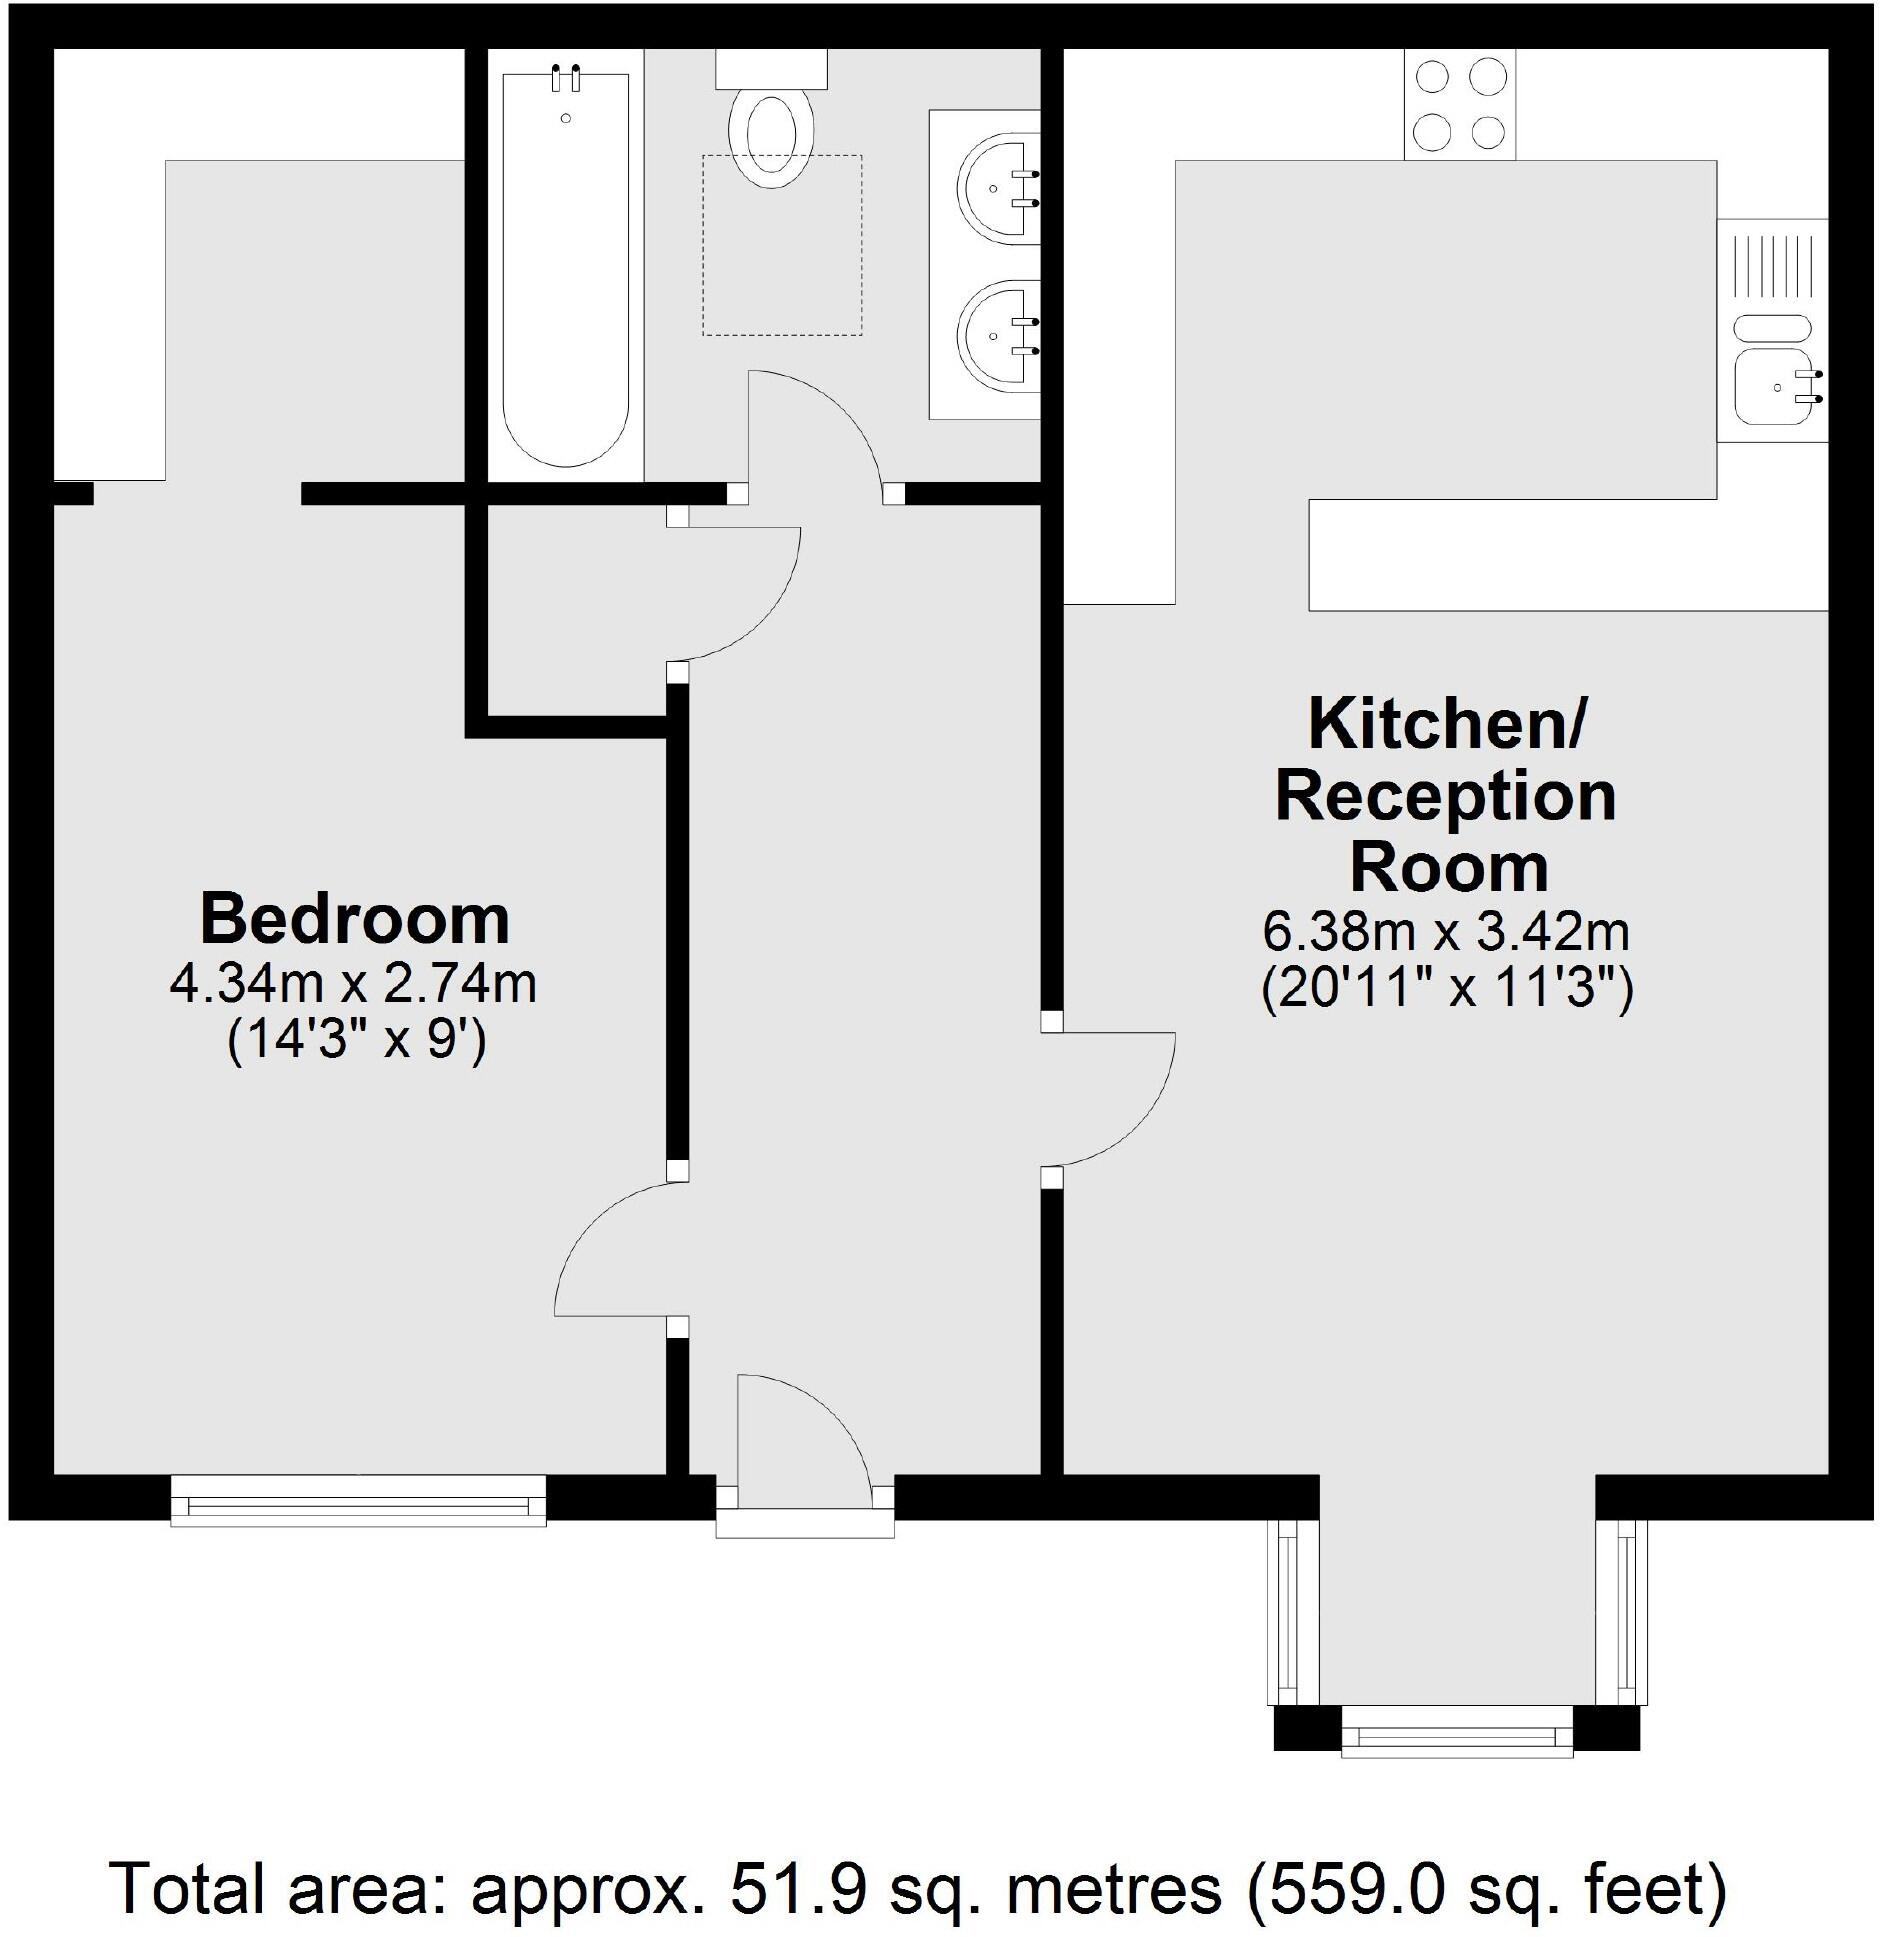 Kitchen/
Reception
Room
6.38m x 3.42m
(20'11" x 11'3")
Bedroom
4.34m x 2.74m
(14'3" x 9')
Total area: approx. 51.9 sq. metres (559.0 sq. feet)